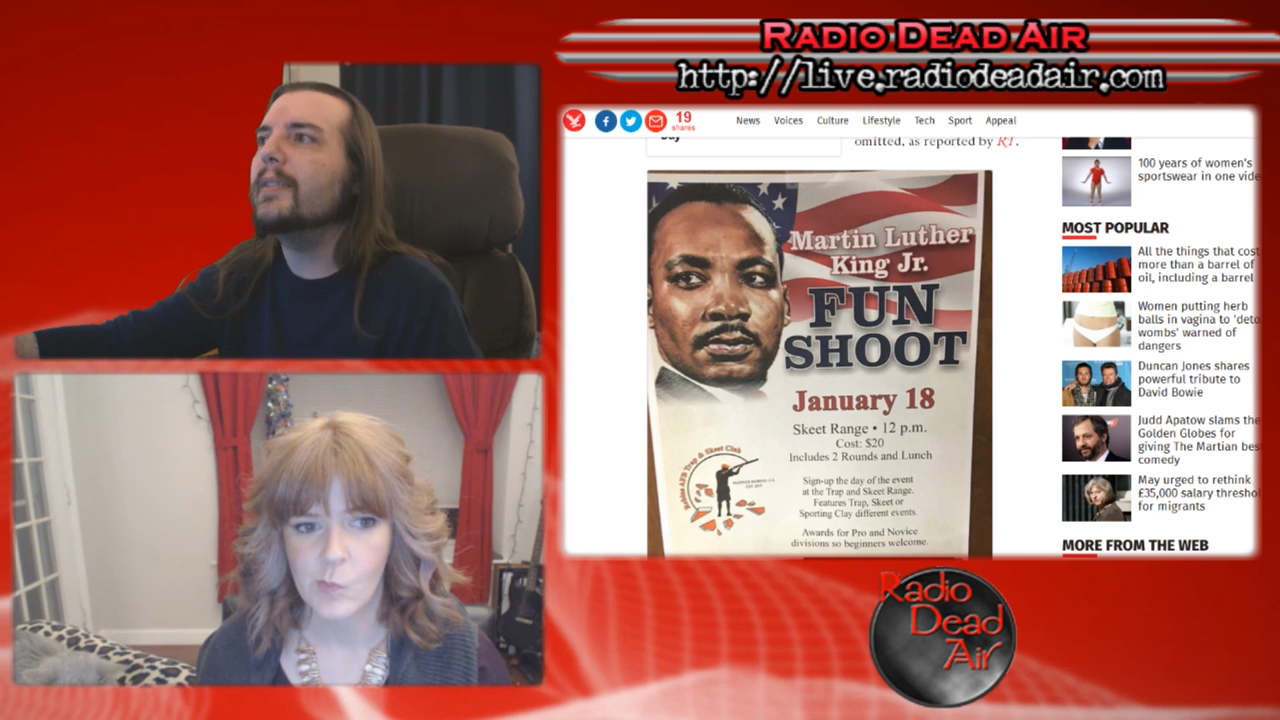 RADIO DEAD AIR
http://live.radiodeadair.com
19
shares
News
Voices
Culture
Lifestyle
Tech
Sport
Appeal
omitted, as reported by RT.
Martin Luther
King Jr.
FUN
SHOOT
January 18
Skeet Range • 12 p.m.
Cost: $20
Includes 2 Rounds and Lunch
Robins AFB Trap & Skeet Club
Sign-up the day of the event
at the Trap and Skeet Range.
Features Trap, Skeet or
Sporting Clay different events.
Awards for Pro and Novice
divisions so beginners welcome.
100 years of women's
sportswear in one vide
MOST POPULAR
All the things that cost
more than a barrel of
oil, including a barrel
Women putting herb
balls in vagina to 'deto
wombs' warned of
dangers
Duncan Jones shares
powerful tribute to
David Bowie
Judd Apatow slams the
Golden Globes for
giving The Martian bes
comedy
May urged to rethink
£35,000 salary threshol
for migrants
MORE FROM THE WEB
Radio
Dead
Air